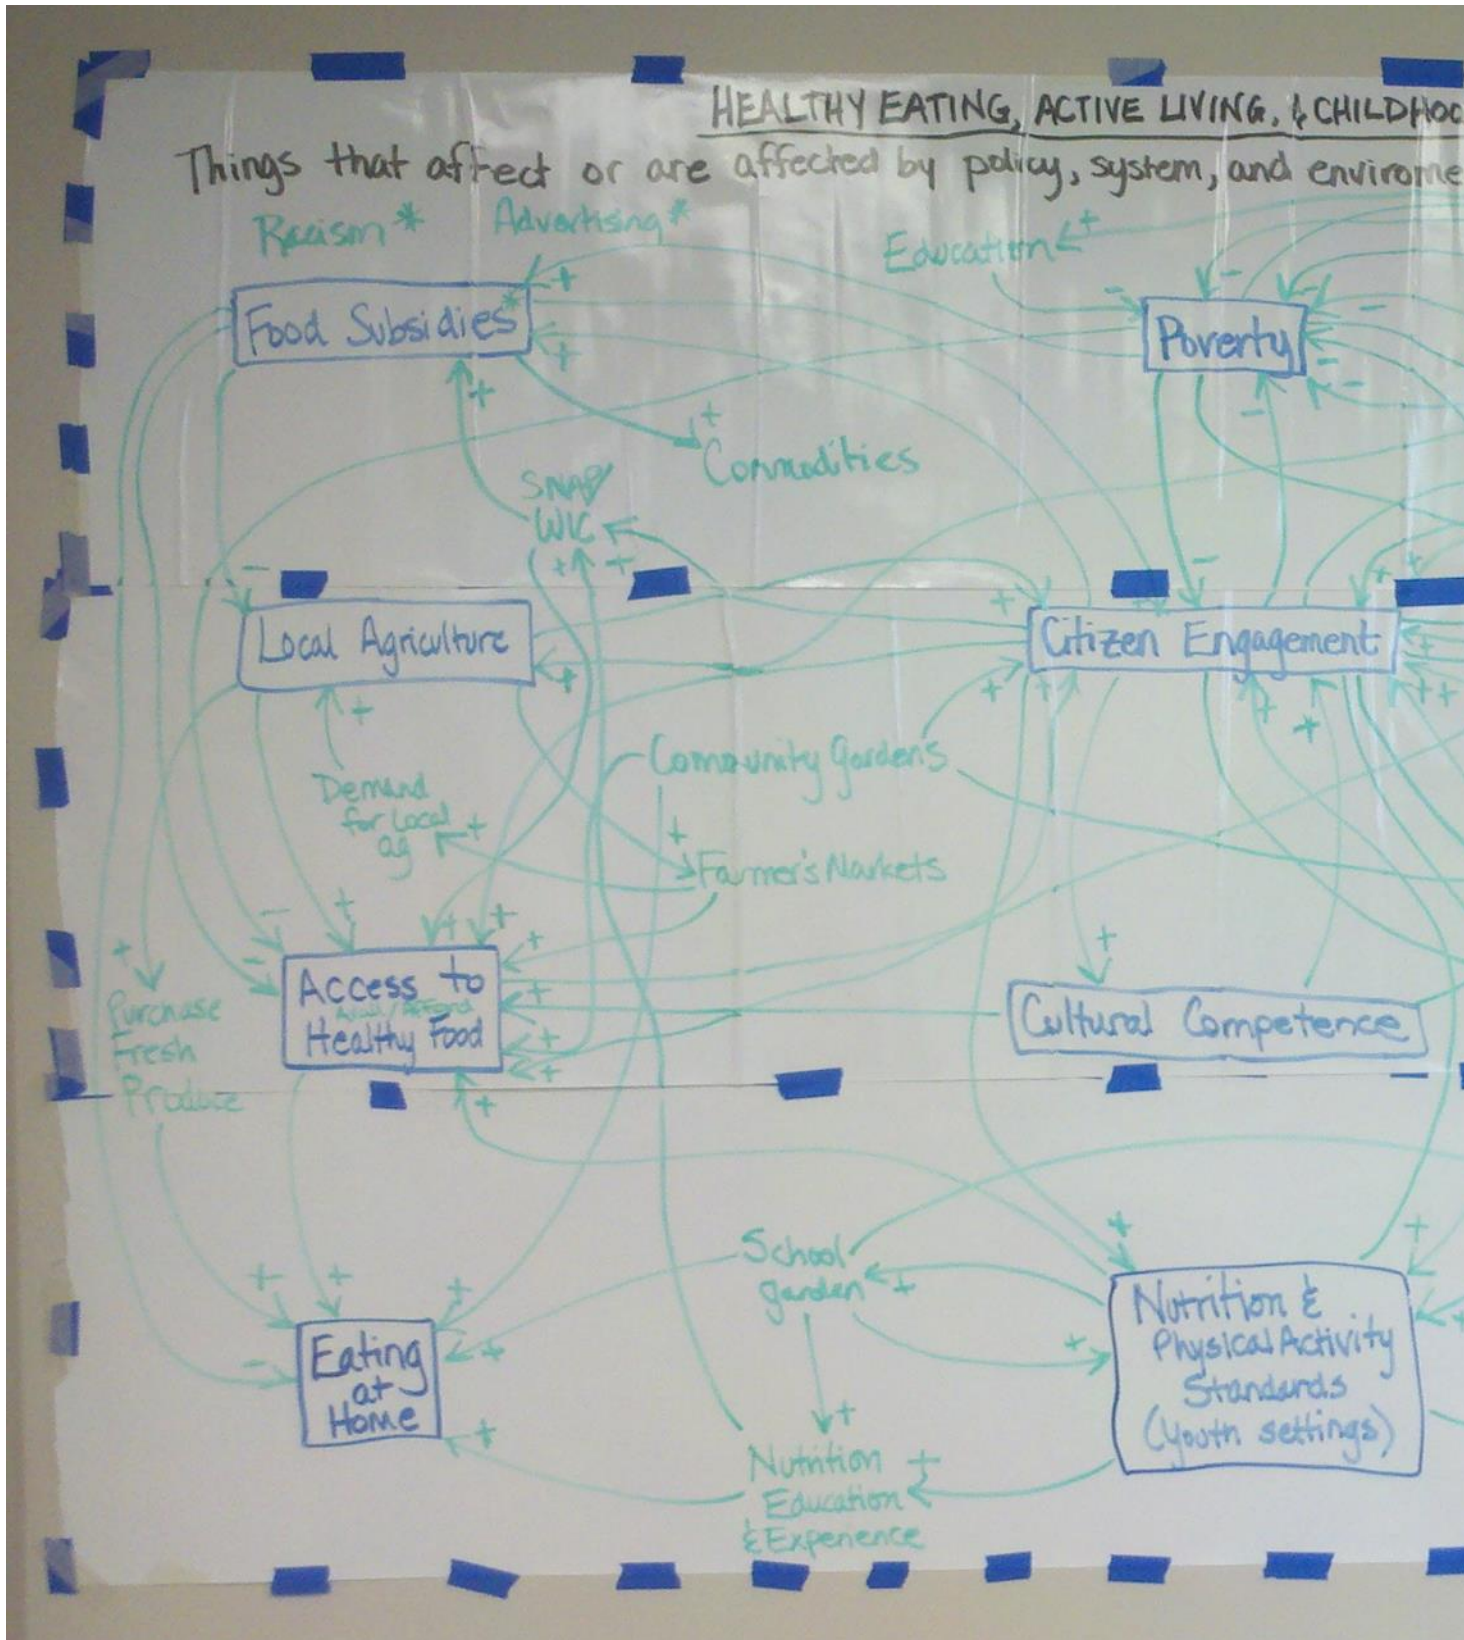 HEALTHY EATING, ACTIVE LIVING, & CHILDHOO
Things that affect or are affected by policy, system, and envirome
Racism*
Advertising*
Education
Food Subsidies*
Poverty
Commodities
SNAP/
WIC
Local Agriculture
Citizen Engagement
Community Gardens
Demand
for Local
ag
Farmer's Markets
Access to
Healthy Food
Purchase
Fresh
Produce
Cultural Competence
School
garden
Nutrition &
Physical Activity
Standards
(Youth settings)
Eating
at
Home
Nutrition
Education
& Experience